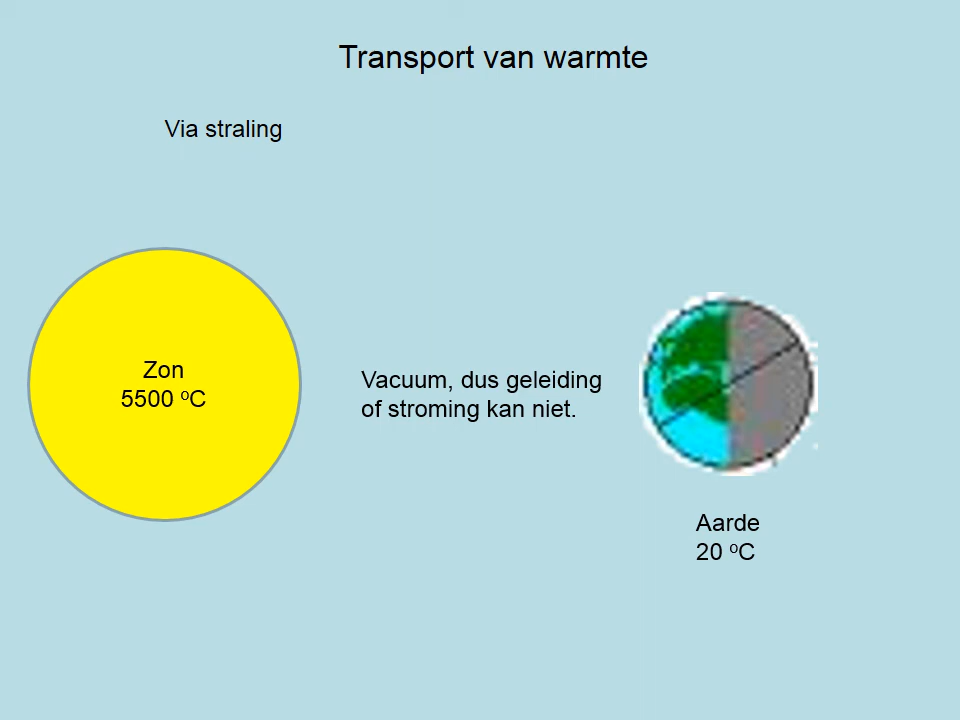 Transport van warmte
Via straling
Zon
5500 ºC
Vacuum, dus geleiding
of stroming kan niet.
Aarde
20 ºC